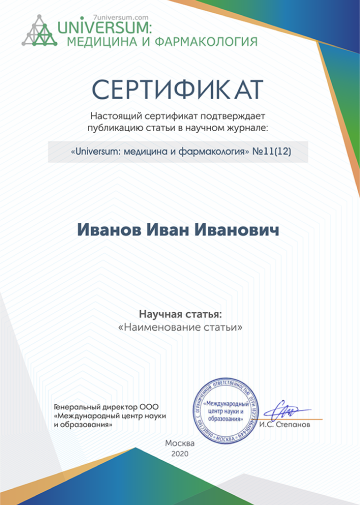 7universum.com
UNIVERSUM:
МЕДИЦИНА И ФАРМАКОЛОГИЯ
СЕРТИФИКАТ
Настоящий сертификат подтверждает
публикацию статьи в научном журнале:
«Universum: медицина и фармакология» №11(12)
Иванов Иван Иванович
Научная статья:
«Наименование статьи»
Генеральный директор ООО
«Международный центр науки
и образования»
«Международный
центр науки и
образования»
МОСКВА
И.С. Степанов
Москва
2020